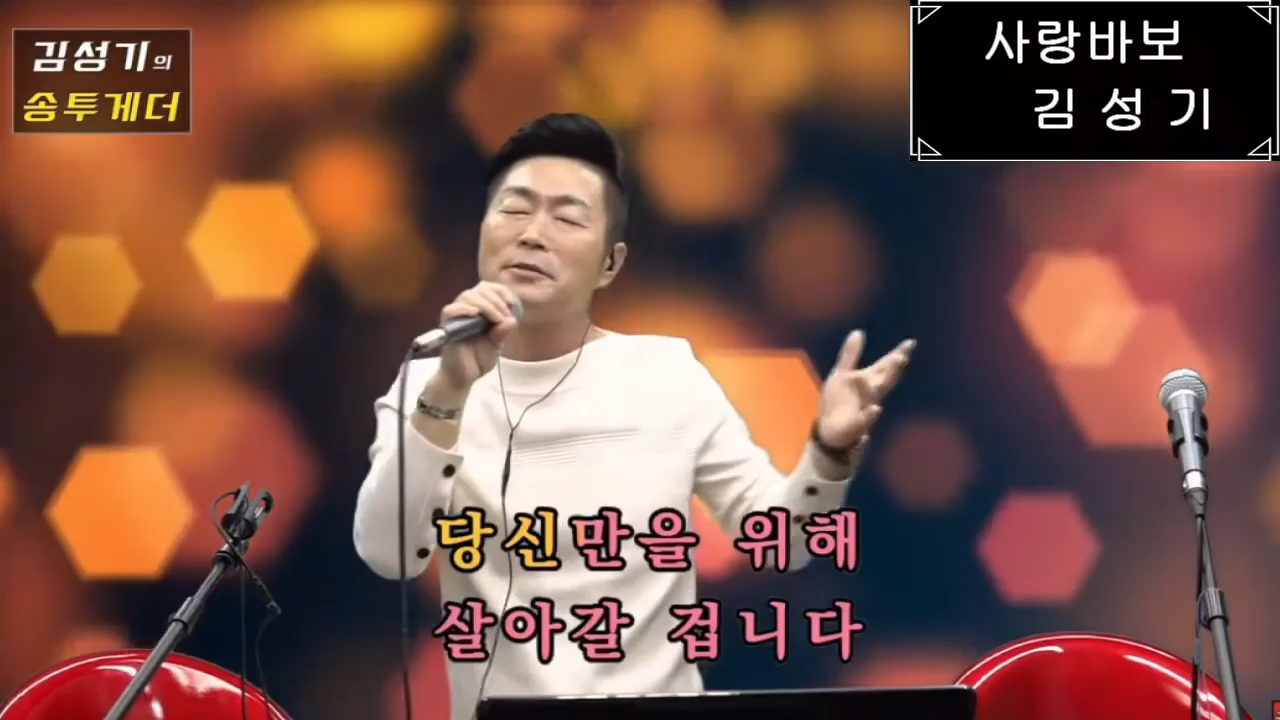 김성기의
송투게더
사랑바보
김 성 기
당신만을 위해
살아갈 겁니다